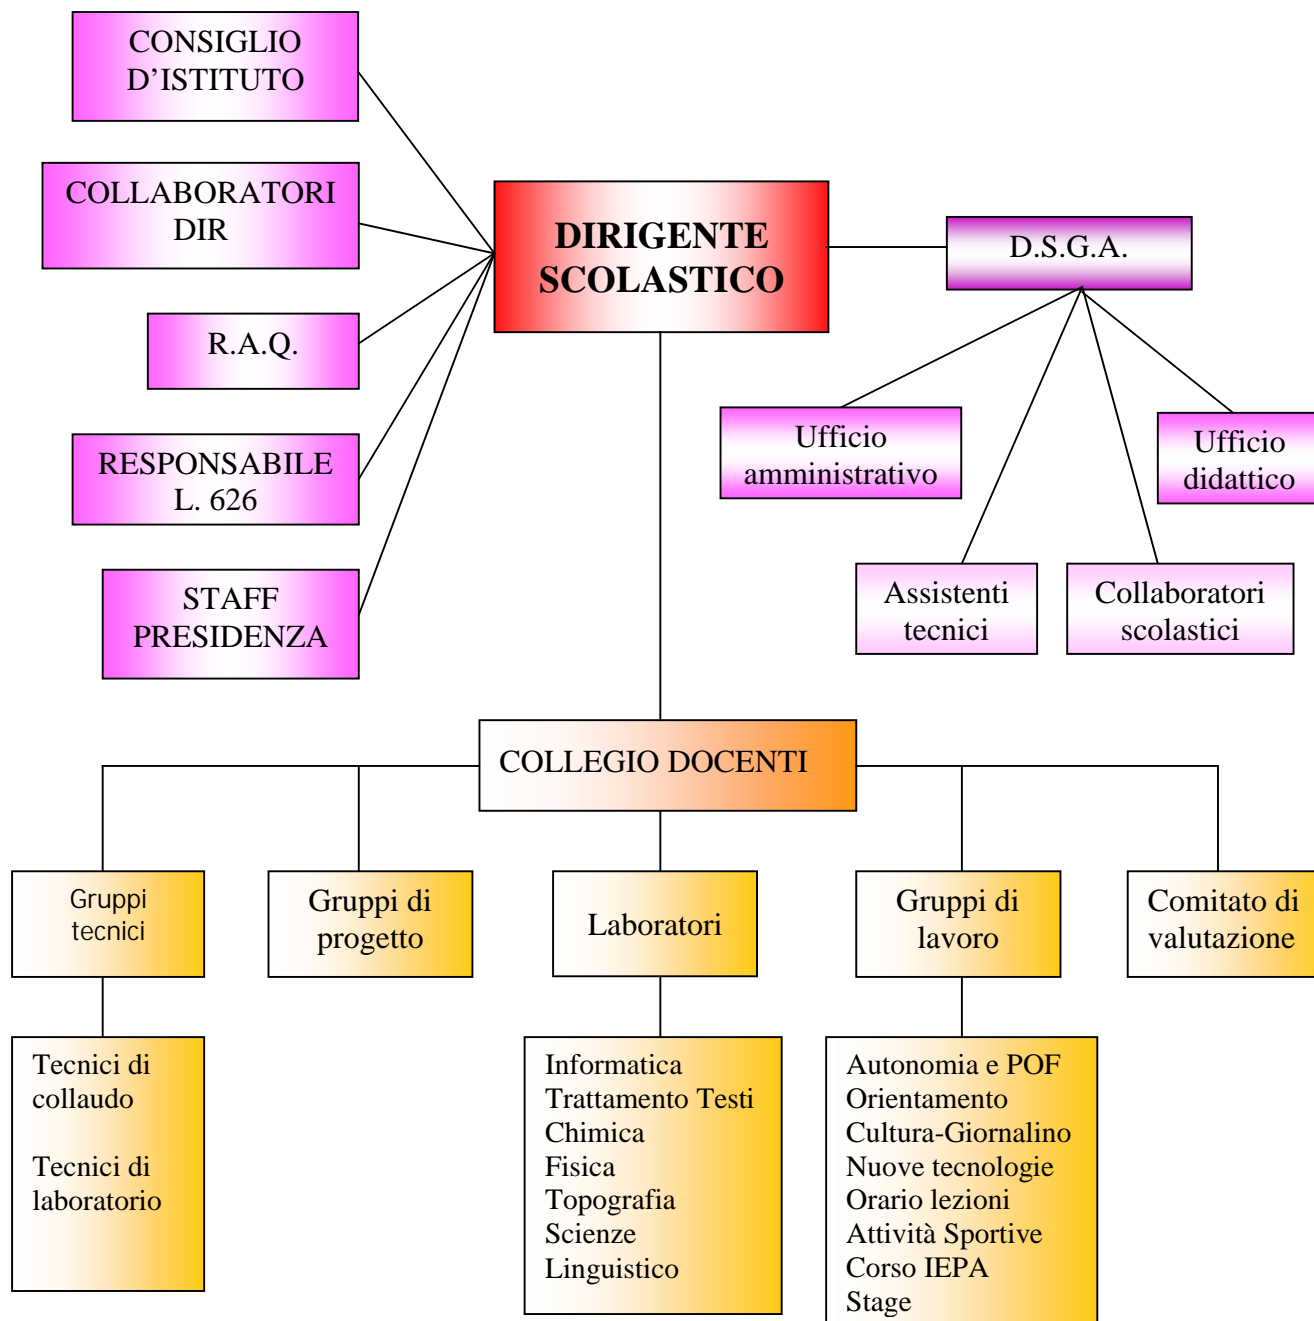 CONSIGLIO
D’ISTITUTO
COLLABORATORI
DIR
R.A.Q.
RESPONSABILE
L. 626
STAFF
PRESIDENZA
DIRIGENTE
SCOLASTICO
D.S.G.A.
Ufficio
amministrativo
Ufficio
didattico
Assistenti
tecnici
Collaboratori
scolastici
COLLEGIO DOCENTI
Gruppi
tecnici
Gruppi di
progetto
Laboratori
Gruppi di
lavoro
Comitato di
valutazione
Tecnici di
collaudo
Tecnici di
laboratorio
Informatica
Trattamento Testi
Chimica
Fisica
Topografia
Scienze
Linguistico
Autonomia e POF
Orientamento
Cultura-Giornalino
Nuove tecnologie
Orario lezioni
Attività Sportive
Corso IEPA
Stage